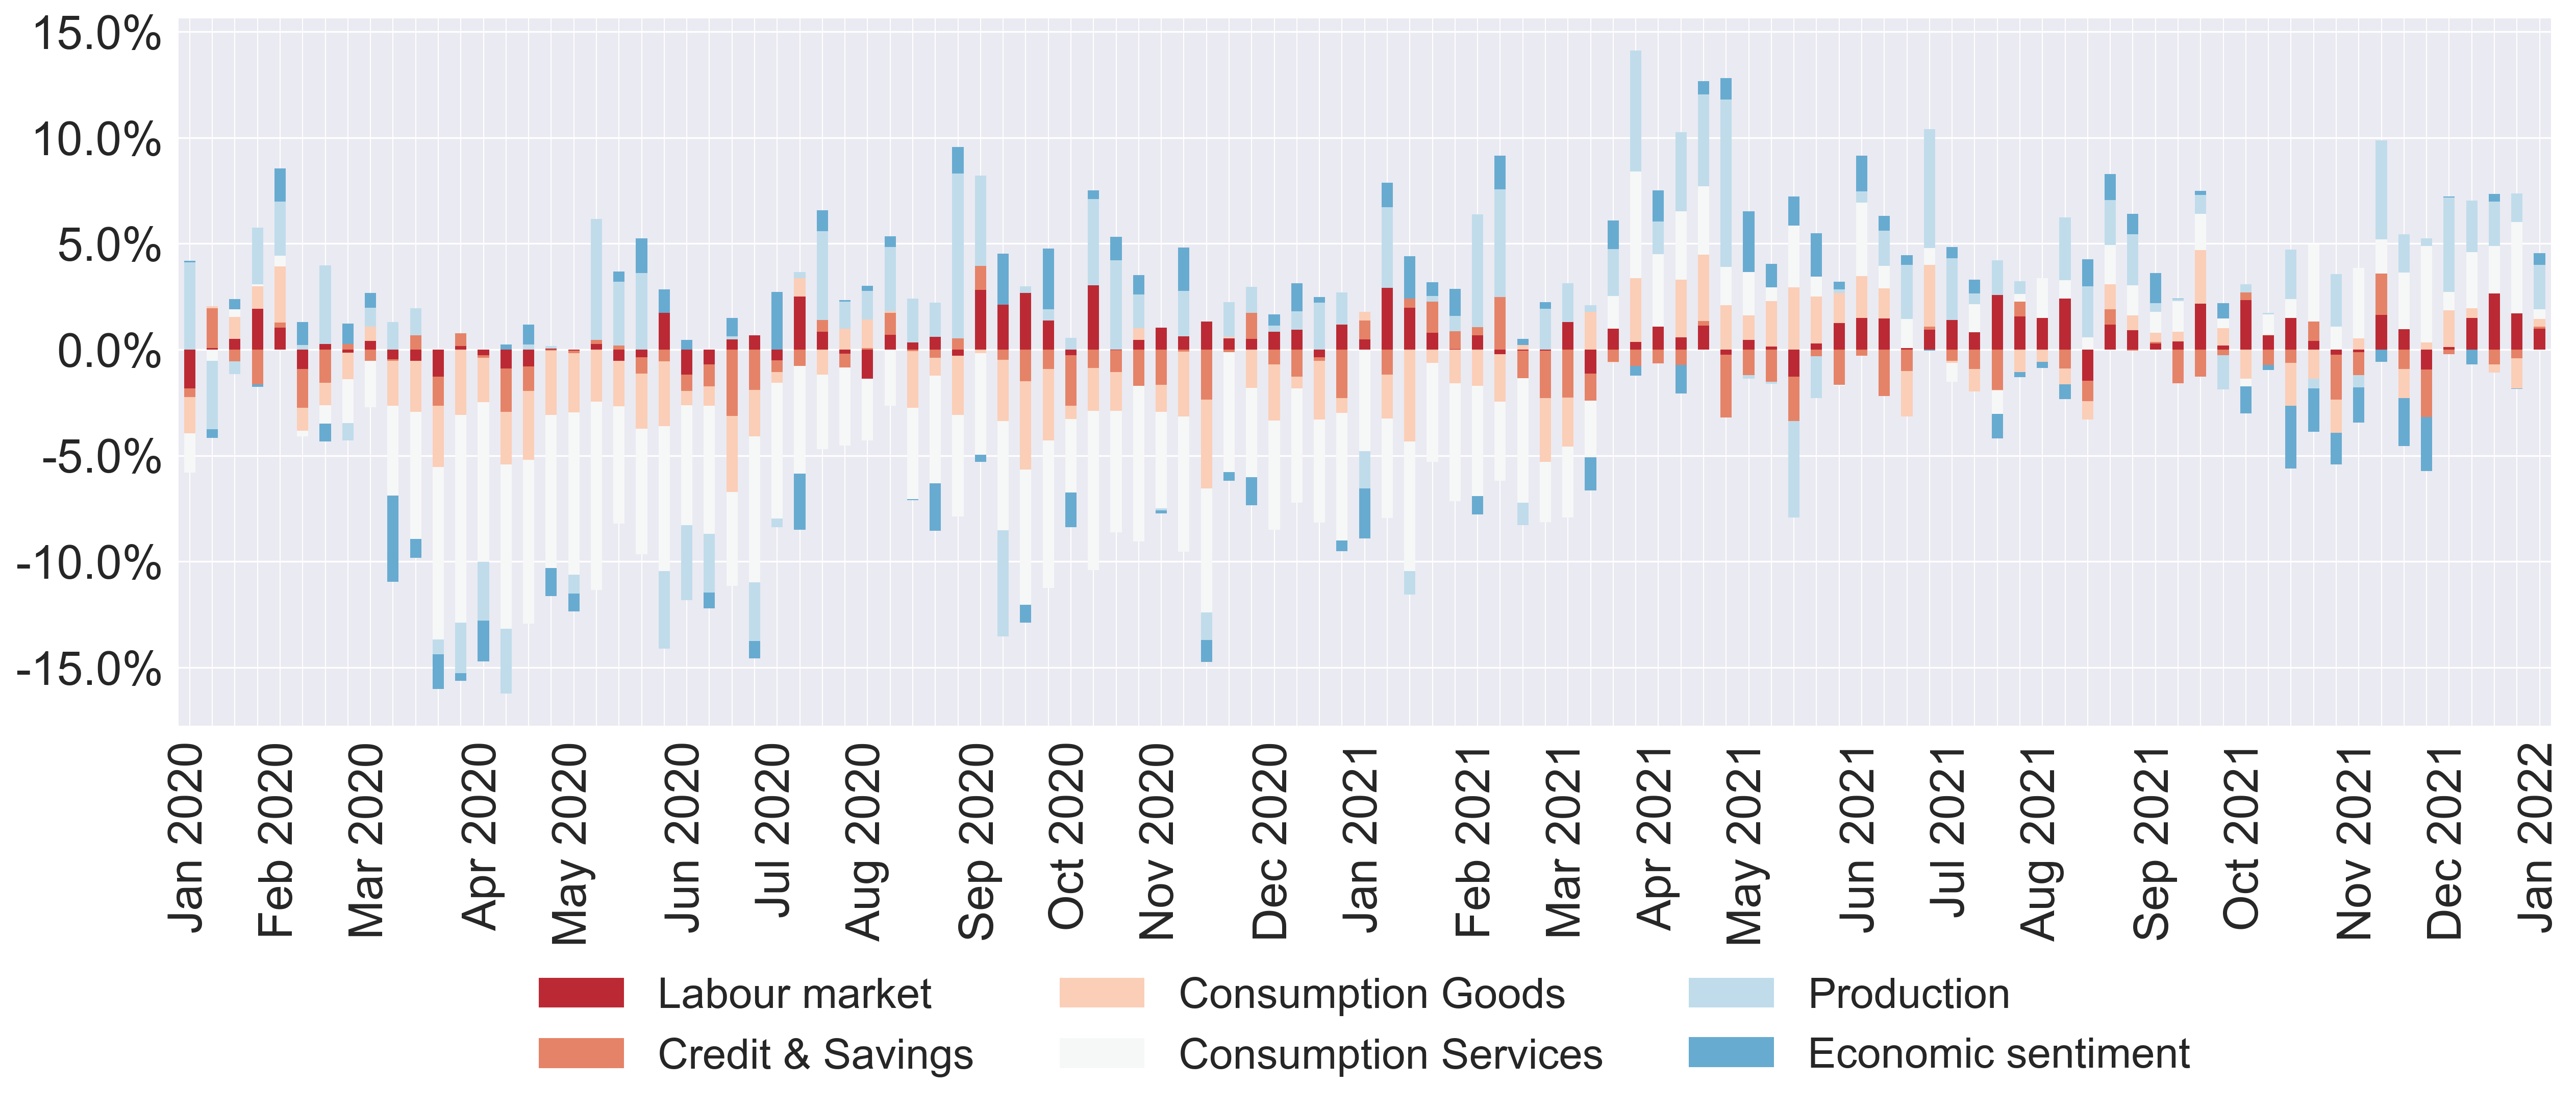 15.0%
10.0%
5.0%
0.0%
-5.0%
-10.0%
-15.0%
Jan 2020
Feb 2020
Mar 2020
Apr 2020
May 2020
Jun 2020
Jul 2020
Aug 2020
Sep 2020
Oct 2020
Nov 2020
Dec 2020
Jan 2021
Feb 2021
Mar 2021
Apr 2021
May 2021
Jun 2021
Jul 2021
Aug 2021
Sep 2021
Oct 2021
Nov 2021
Dec 2021
Jan 2022
Labour market
Consumption Goods
Production
Credit & Savings
Consumption Services
Economic sentiment